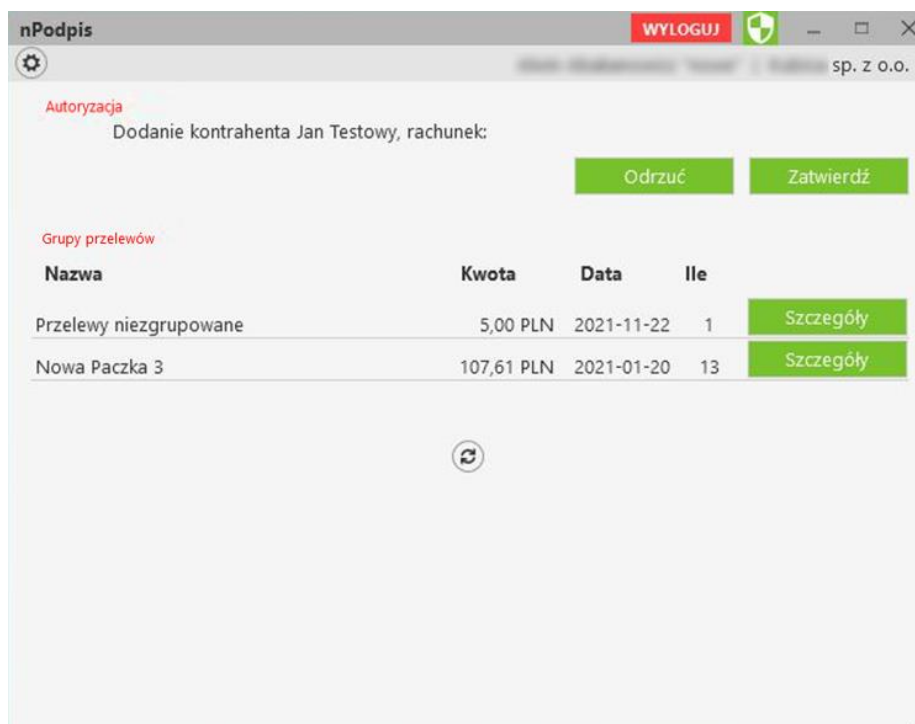 nPodpis WYLOGUJ
sp. z o.o.
Autoryzacja
Dodanie kontrahenta Jan Testowy, rachunek:
Odrzuć Zatwierdź
Grupy przelewów
Nazwa Kwota Data Ile
Przelewy niezgrupowane 5,00 PLN 2021-11-22 1 Szczegóły
Nowa Paczka 3 107,61 PLN 2021-01-20 13 Szczegóły